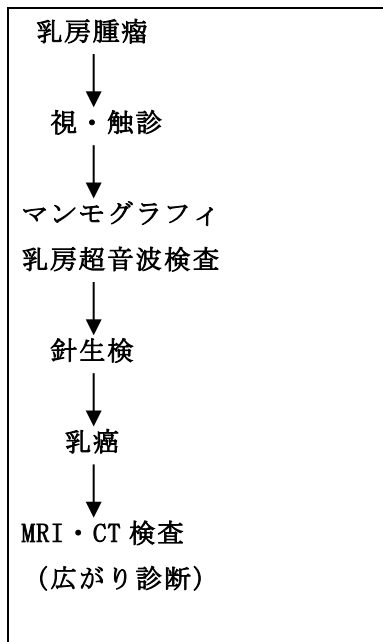 乳房腫瘤
視・触診
マンモグラフィ
乳房超音波検査
針生検
乳癌
MRI・CT 検査
（広がり診断）